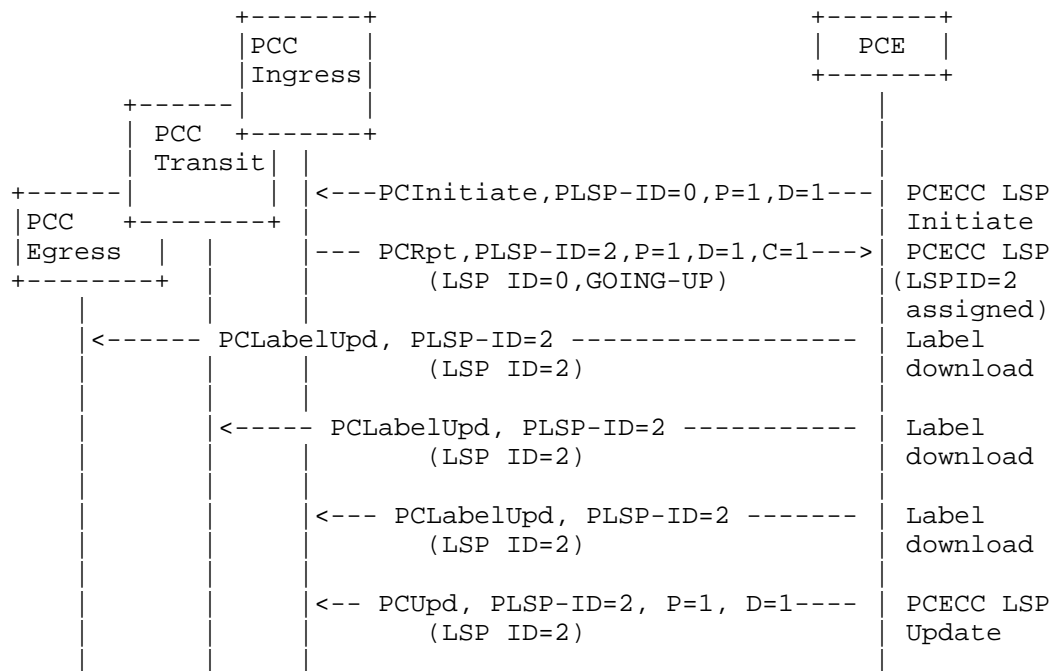 PCC
PCE
Ingress
PCC
Transit
<---PCInitiate,PLSP-ID=0,P=1,D=1--- PCECC LSP
PCC Initiate
Egress --- PCRpt,PLSP-ID=2,P=1,D=1,C=1---> PCECC LSP
(LSP ID=0,GOING-UP) (LSPID=2
assigned)
<------ PCLabelUpd, PLSP-ID=2 ------------------ Label
(LSP ID=2) download
<----- PCLabelUpd, PLSP-ID=2 ----------- Label
(LSP ID=2) download
<--- PCLabelUpd, PLSP-ID=2 ------- Label
(LSP ID=2) download
<-- PCUpd, PLSP-ID=2, P=1, D=1---- PCECC LSP
(LSP ID=2) Update